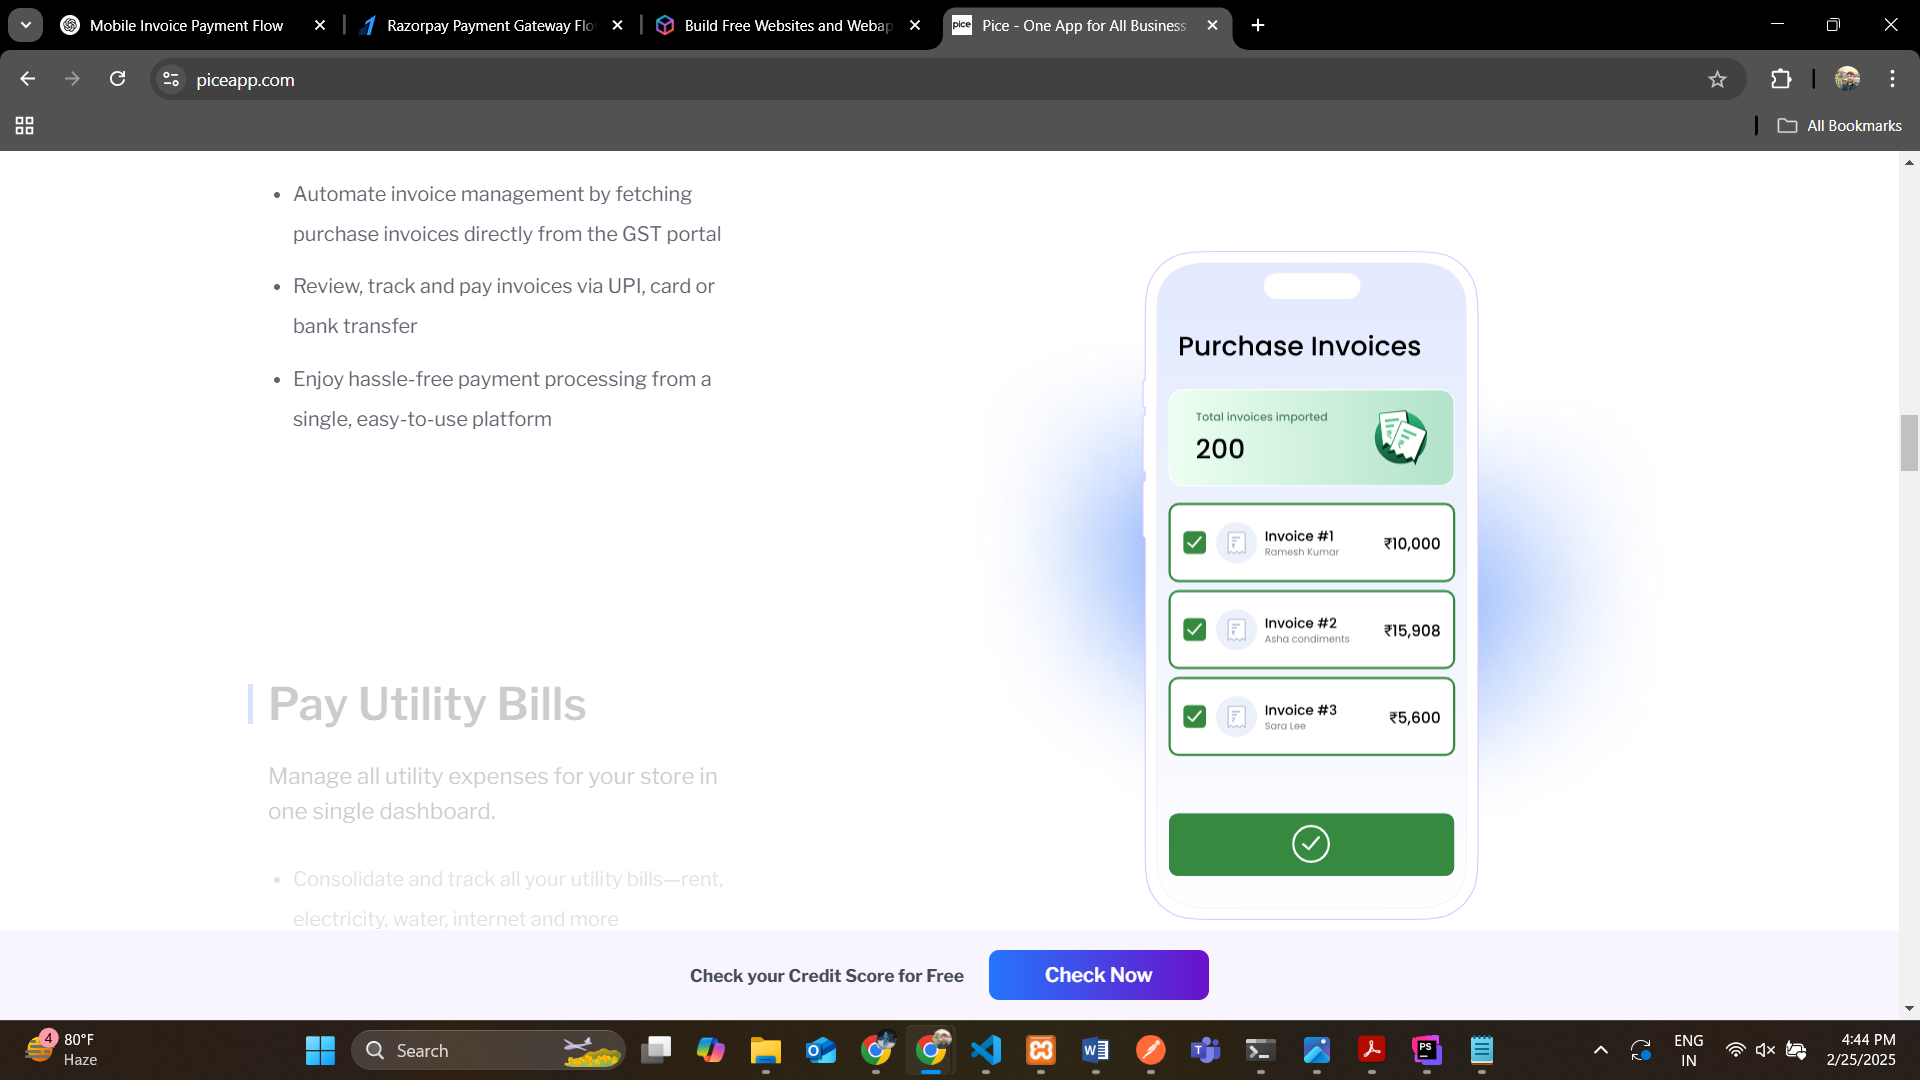 Mobile Invoice Payment Flow
Razorpay Payment Gateway Flo
Build Free Websites and Webap
pice
Pice - One App for All Business
piceapp.com
All Bookmarks
• Automate invoice management by fetching
purchase invoices directly from the GST portal
• Review, track and pay invoices via UPI, card or
bank transfer
• Enjoy hassle-free payment processing from a
single, easy-to-use platform
Pay Utility Bills
Manage all utility expenses for your store in
one single dashboard.
• Consolidate and track all your utility bills—rent,
electricity, water, internet and more
Purchase Invoices
Total invoices imported
200
Invoice #1
Ramesh Kumar
₹10,000
Invoice #2
Asha condiments
₹15,908
Invoice #3
Sara Lee
₹5,600
Check your Credit Score for Free
Check Now
4
80°F
Haze
Search
ENG
IN
4:44 PM
2/25/2025